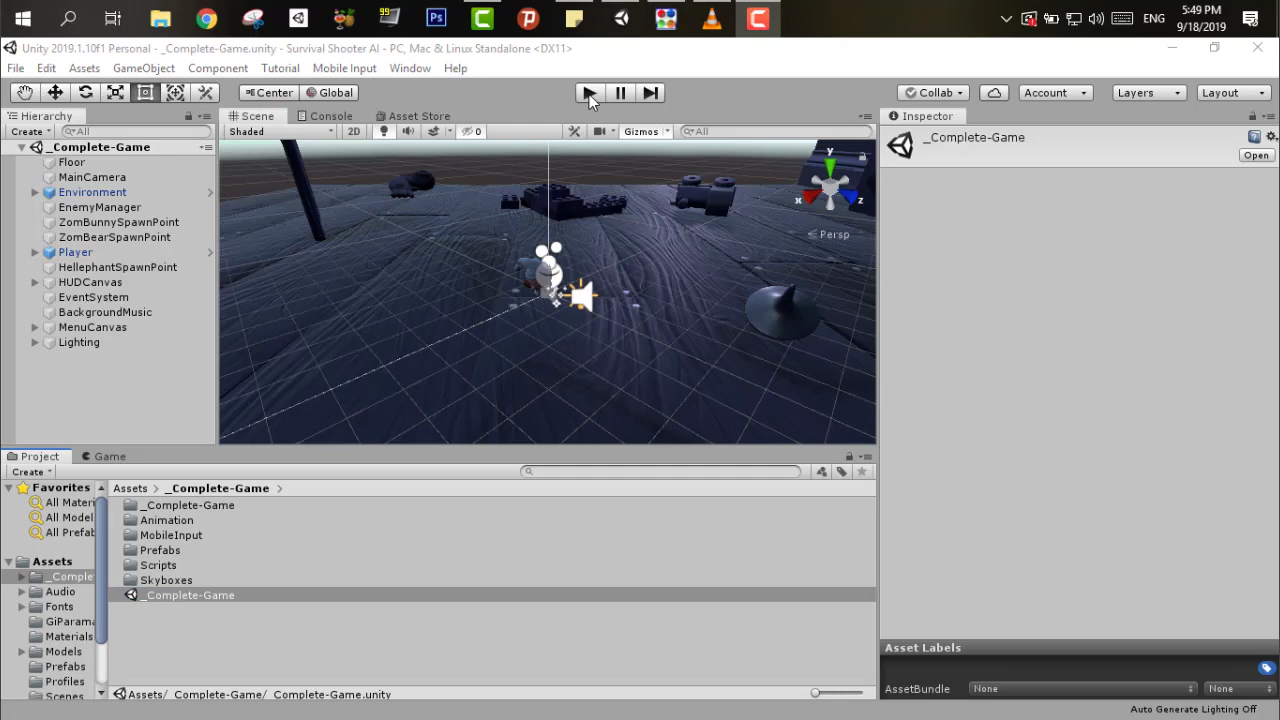 99
Ps
ENG
5:49 PM
9/18/2019
Unity 2019.1.10f1 Personal - _Complete-Game.unity - Survival Shooter AI - PC, Mac & Linux Standalone <DX11>
File Edit Assets GameObject Component Tutorial Mobile Input Window Help
Center Global Collab Account Layers Layout
Hierarchy Scene Console Asset Store Inspector
Create All Shaded 2D 0 Gizmos All
_Complete-Game
Floor
MainCamera
Environment
EnemyManager
ZomBunnySpawnPoint
ZomBearSpawnPoint
Player
HellephantSpawnPoint
HUDCanvas
EventSystem
BackgroundMusic
MenuCanvas
Lighting
y
x z
Persp
_Complete-Game
Open
Project Game
Create
Favorites
All Materi
All Model
All Prefab
Assets
_Comple
Audio
Fonts
GiParama
Materials
Models
Prefabs
Profiles
Scenes
Assets > _Complete-Game >
_Complete-Game
Animation
MobileInput
Prefabs
Scripts
Skyboxes
_Complete-Game
Assets/_Complete-Game/_Complete-Game.unity
Asset Labels
AssetBundle None None
Auto Generate Lighting Off